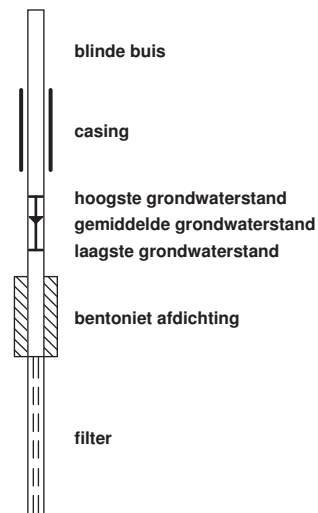 blinde buis
casing
hoogste grondwaterstand
gemiddelde grondwaterstand
laagste grondwaterstand
bentoniet afdichting
filter